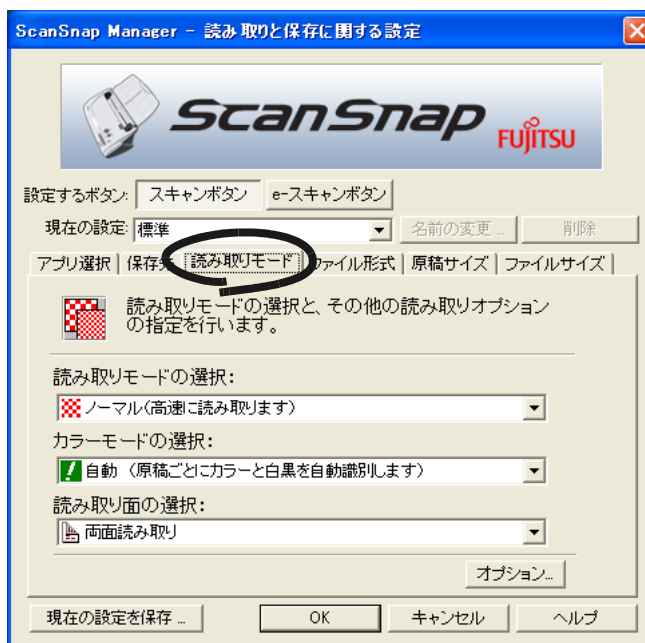 ScanSnap Manager - 読み取りと保存に関する設定
ScanSnap
FUJITSU
設定するボタン: スキャンボタン e-スキャンボタン
現在の設定: 標準 名前の変更 ... 削除
アプリ選択 保存先 読み取りモード ファイル形式 原稿サイズ ファイルサイズ
読み取りモードの選択と、その他の読み取りオプション
の指定を行います。
読み取りモードの選択:
ノーマル(高速に読み取ります)
カラーモードの選択:
自動 (原稿ごとにカラーと白黒を自動識別します)
読み取り面の選択:
両面読み取り
オプション...
現在の設定を保存 ... OK キャンセル ヘルプ